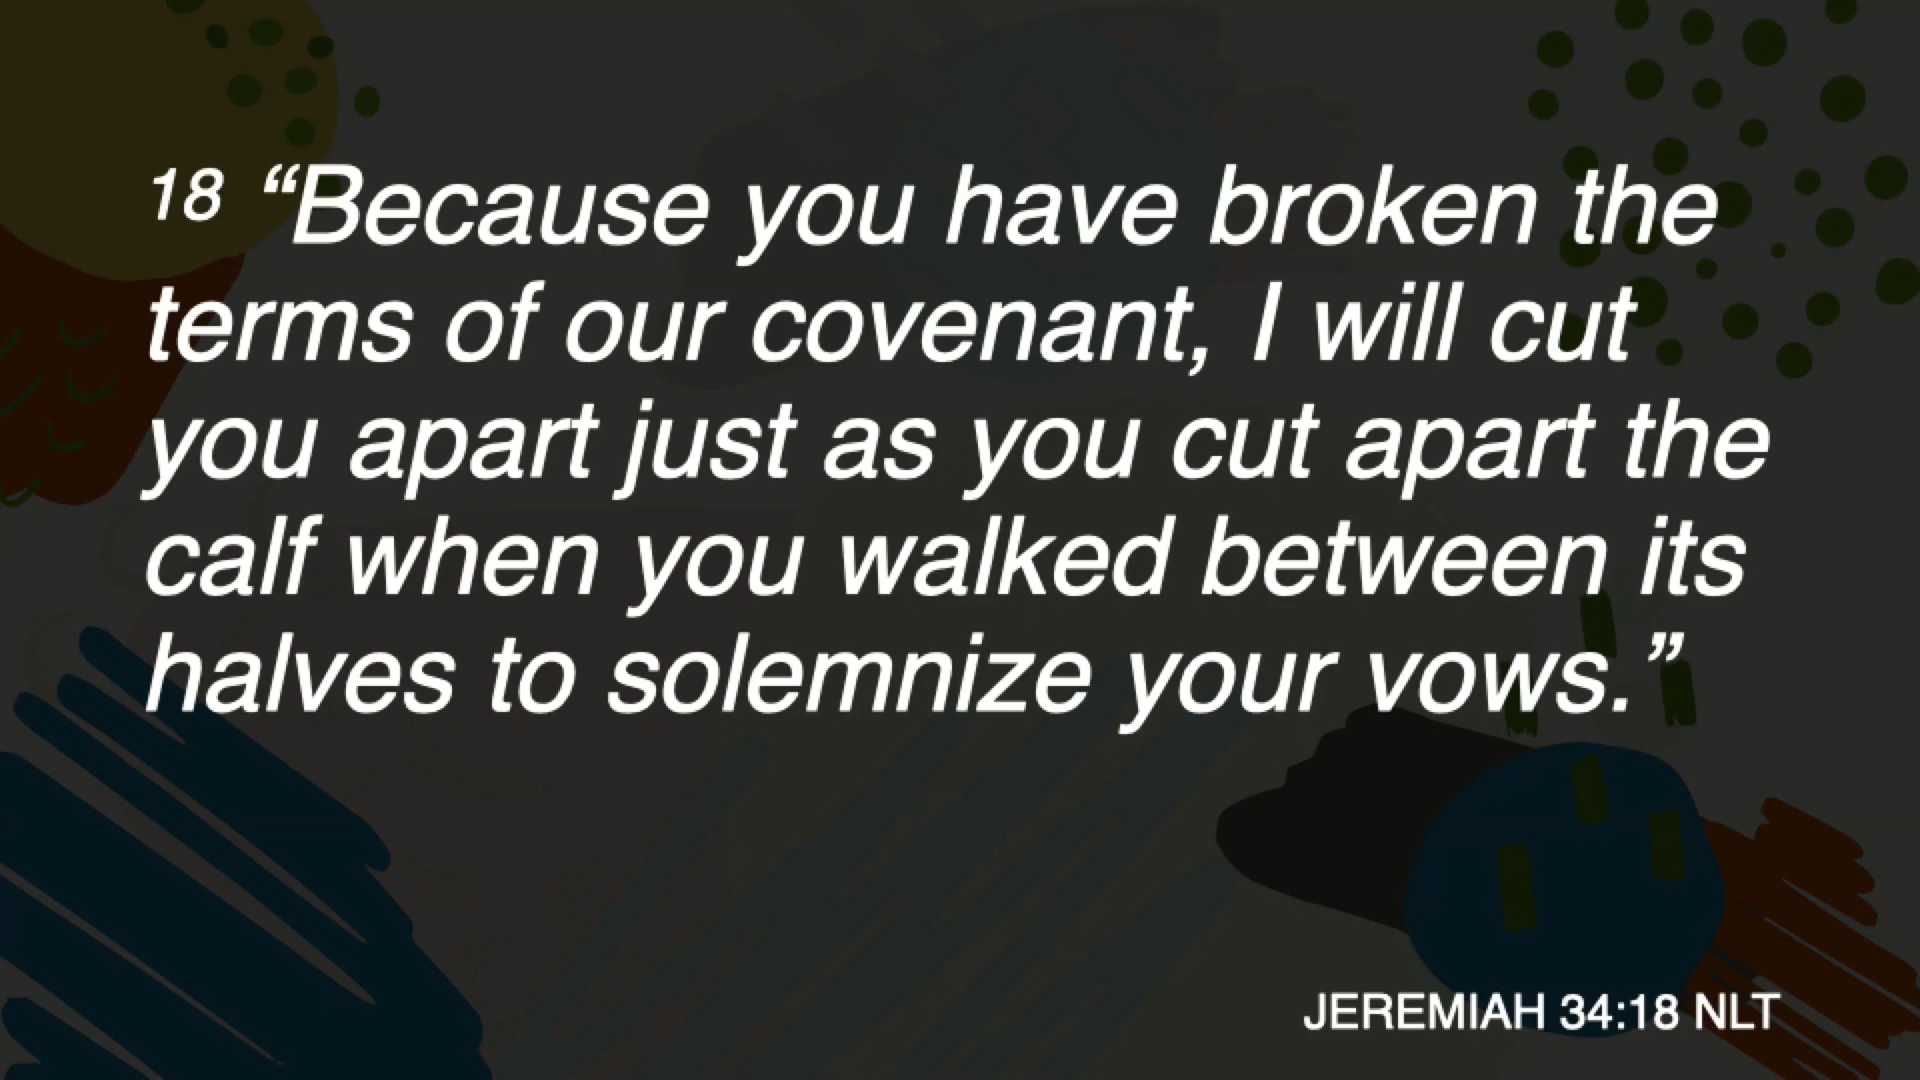 18 “Because you have broken the
terms of our covenant, I will cut
you apart just as you cut apart the
calf when you walked between its
halves to solemnize your vows.”
JEREMIAH 34:18 NLT